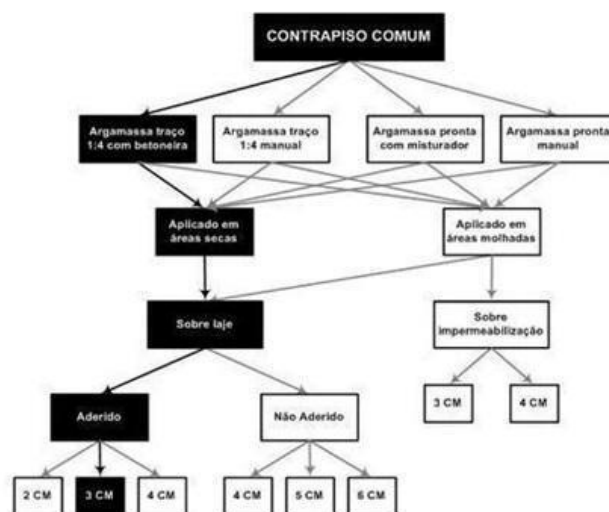 CONTRAPISO COMUM
Argamassa traço
1:4 com betoneira
Argamassa traço
1:4 manual
Argamassa pronta
com misturador
Argamassa pronta
manual
Aplicado em
áreas secas
Aplicado em
áreas molhadas
Sobre laje
Sobre
impermeabilização
3 CM
4 CM
Aderido
Não Aderido
2 CM
3 CM
4 CM
4 CM
5 CM
6 CM